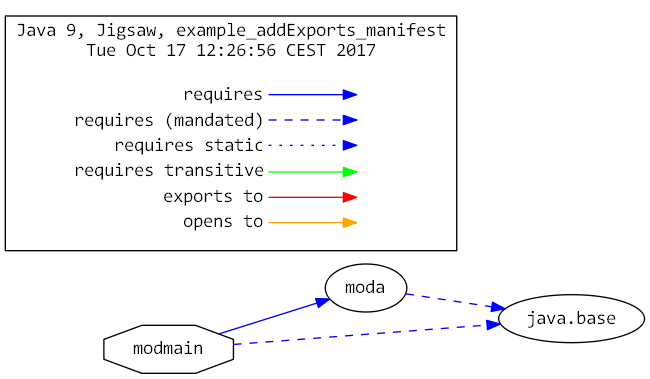 Java 9, Jigsaw, example_addExports_manifest
Tue Oct 17 12:26:56 CEST 2017
requires
requires (mandated)
requires static
requires transitive
exports to
opens to
moda
java.base
modmain